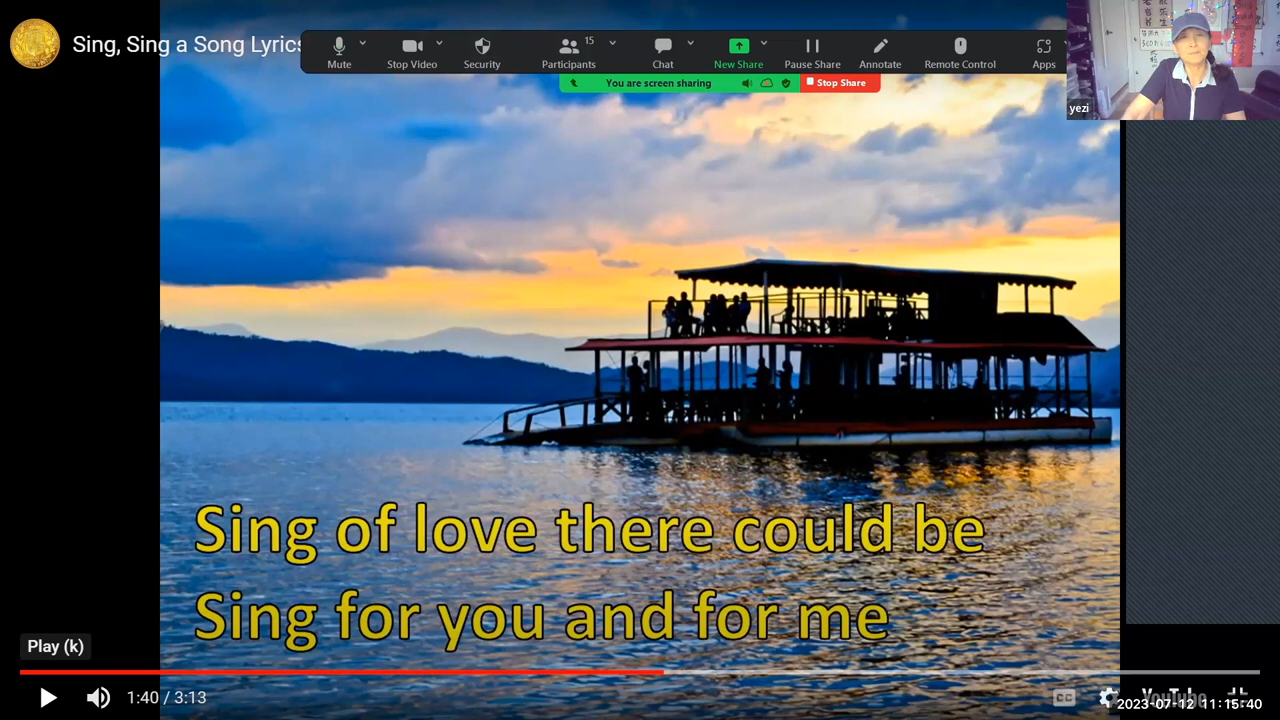 Sing, Sing a Song Lyrics
15
Mute
Stop Video
Security
Participants
Chat
New Share
Pause Share
Annotate
Remote Control
Apps
You are screen sharing
Stop Share
yezi
Sing of love there could be
Sing for you and for me
Play (k)
1:40 / 3:13
CC
YouTube
2023-07-12 11:15:40